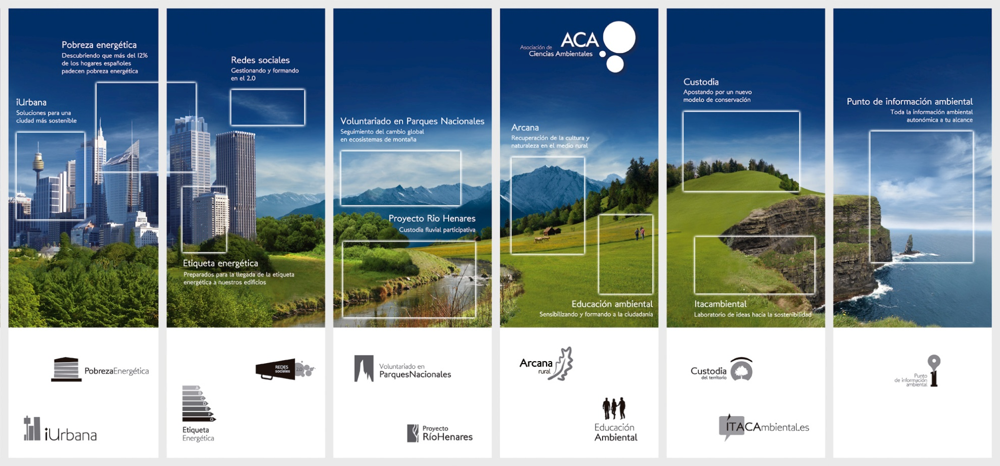 Pobreza energética
Descubriendo que más del 12%
de los hogares españoles
padecen pobreza energética
iUrbana
Soluciones para una
ciudad más sostenible
PobrezaEnergética
iUrbana
Redes sociales
Gestionando y formando
en el 2.0
Etiqueta energética
Preparados para la llegada de la etiqueta
energética a nuestros edificios
REDES
sociales
2.0
A
B
C
D
E
F
G
Etiqueta
Energética
Voluntariado en Parques Nacionales
Seguimiento del cambio global
en ecosistemas de montaña
Proyecto Rio Henares
Custodia fluvial participativa
Voluntariado en
ParquesNacionales
Proyecto
RíoHenares
ACA
Asociación de
Ciencias Ambientales
Arcana
Recuperación de la cultura y
naturaleza en el medio rural
Educación ambiental
Sensibilizando y formando a la ciudadanía
Arcana
rural
Educación
Ambiental
Custodia
Apostando por un nuevo
modelo de conservación
Itacambiental
Laboratorio de ideas hacia la sostenibilidad
Custodia
del territorio
ÍTACAmbiental.es
Punto de información ambiental
Toda la información ambiental
autonómica a tu alcance
Punto
de información
ambiental